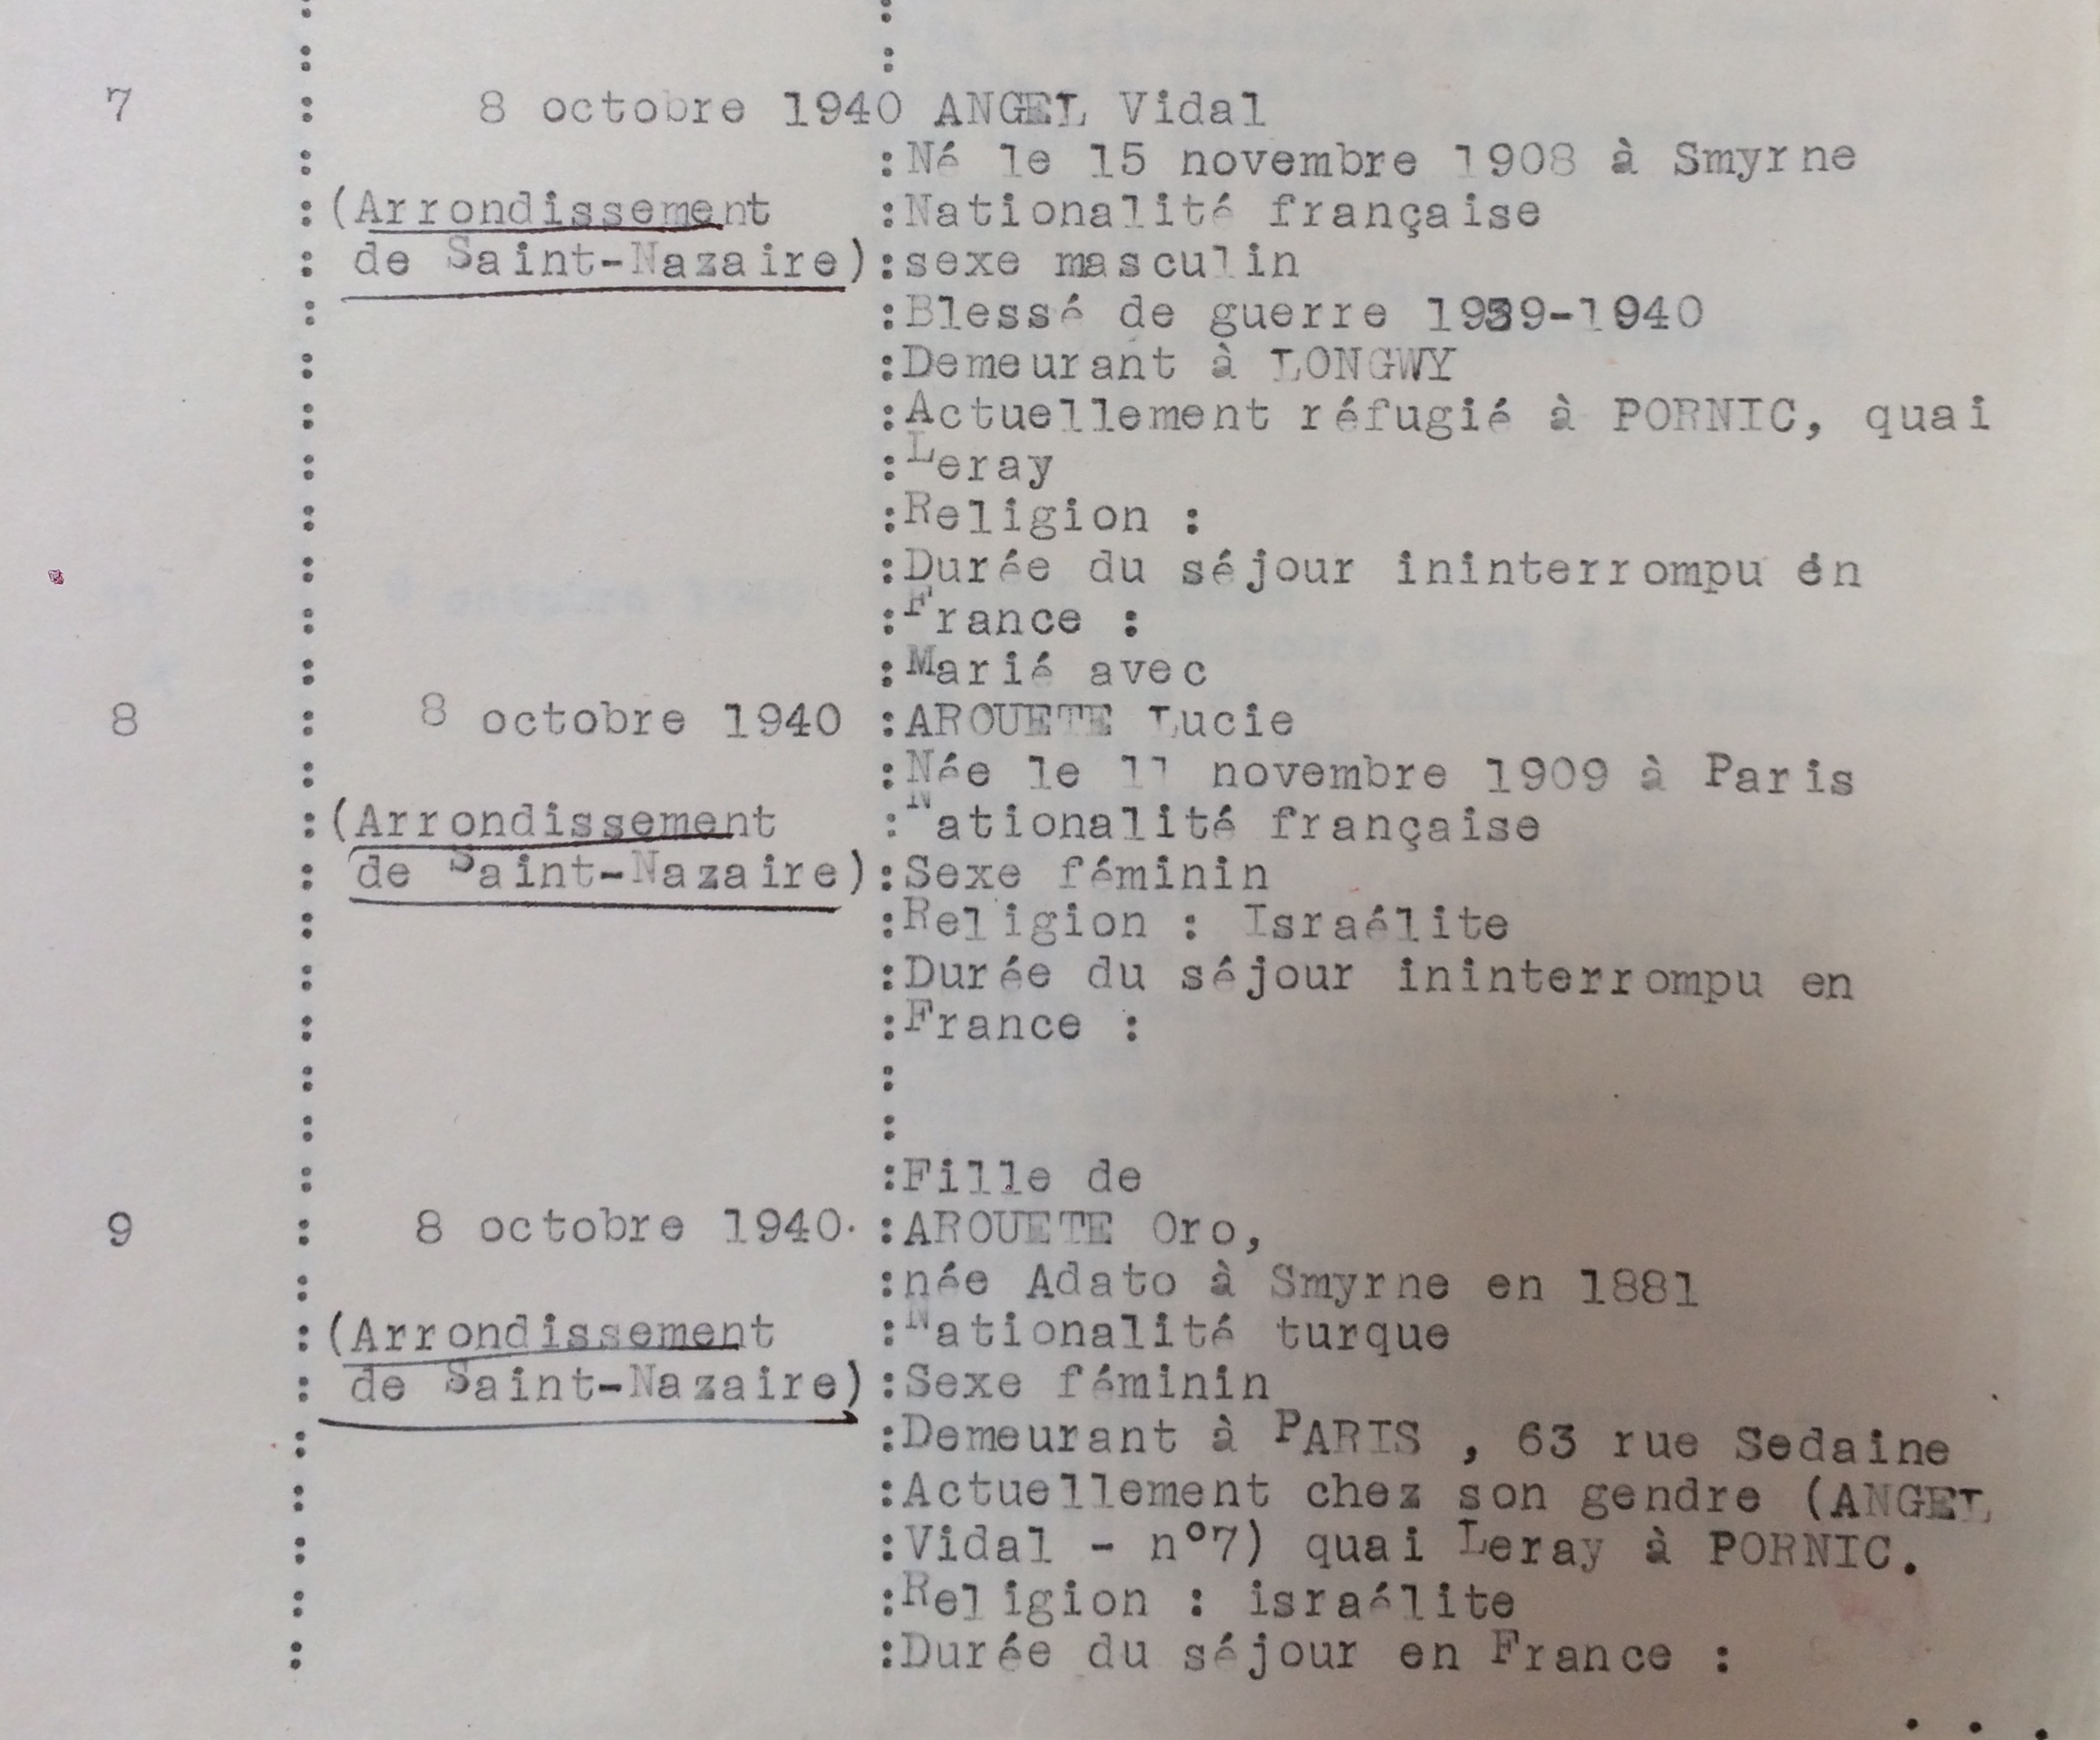 7 : 8 octobre 1940 ANGEL Vidal
: :Né le 15 novembre 1908 à Smyrne
:(Arrondissement :Nationalité française
: de Saint-Nazaire):sexe masculin
: :Blessé de guerre 1939-1940
: :Demeurant à LONGWY
: :Actuellement réfugié à PORNIC, quai
: :Leray
: :Religion :
: :Durée du séjour ininterrompu en
: :France :
: :Marié avec
8 : 8 octobre 1940 :AROUETE Lucie
: :Née le 11 novembre 1909 à Paris
:(Arrondissement :Nationalité française
: de Saint-Nazaire):Sexe féminin
: :Religion : Israélite
: :Durée du séjour ininterrompu en
: :France :
: :
: :
: :Fille de
9 : 8 octobre 1940. :AROUETE Oro,
: :née Adato à Smyrne en 1881
:(Arrondissement :Nationalité turque
: de Saint-Nazaire):Sexe féminin
: :Demeurant à PARIS , 63 rue Sedaine
: :Actuellement chez son gendre (ANGEL
: :Vidal - n°7) quai Leray à PORNIC.
: :Religion : israélite
: :Durée du séjour en France :
. . .